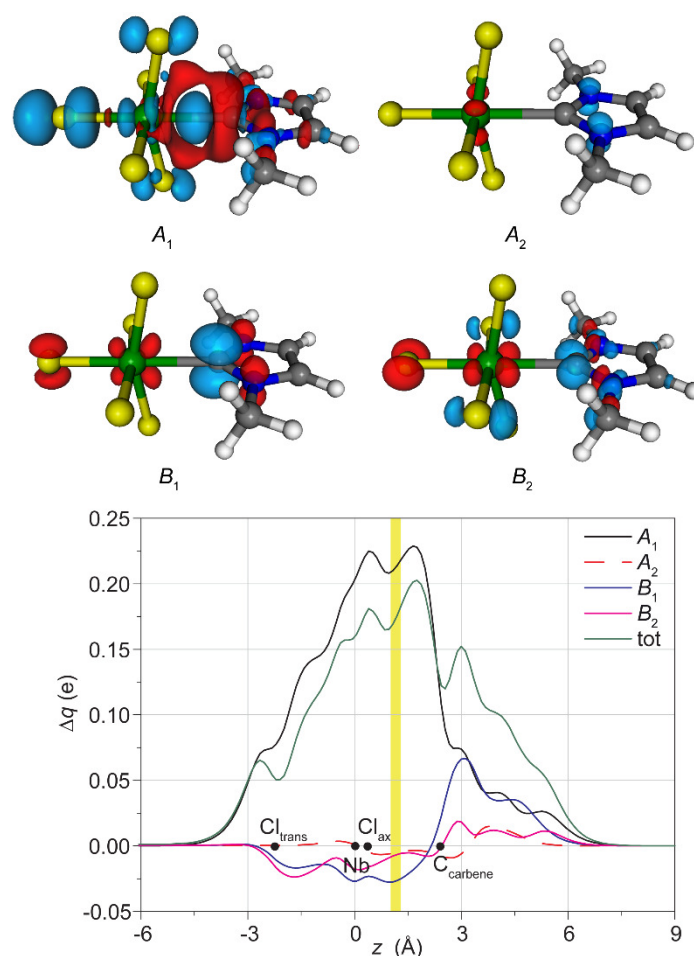 A1 A2
B1 B2
0.25
0.20
0.15
0.10
0.05
0.00
-0.05
Δq (e)
A1
A2
B1
B2
tot
Cltrans
Nb
Clax
Ccarbene
-6 -3 0 3 6 9
z (Å)